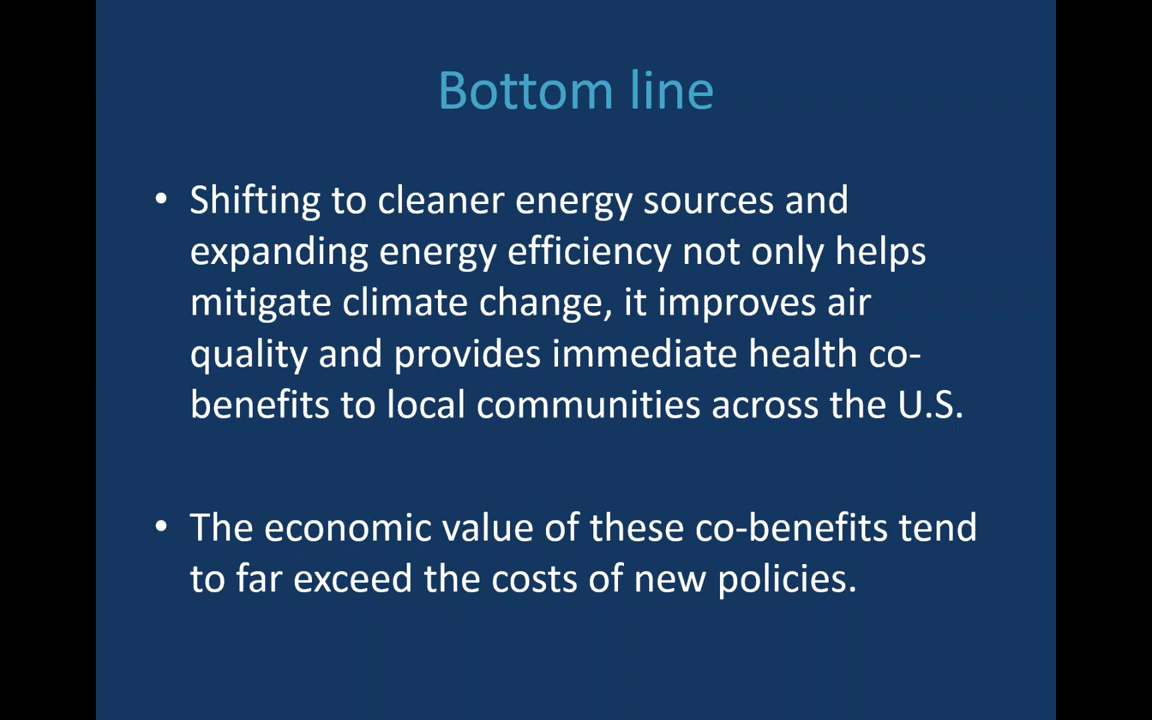 Bottom line
• Shifting to cleaner energy sources and
expanding energy efficiency not only helps
mitigate climate change, it improves air
quality and provides immediate health co-
benefits to local communities across the U.S.
• The economic value of these co-benefits tend
to far exceed the costs of new policies.